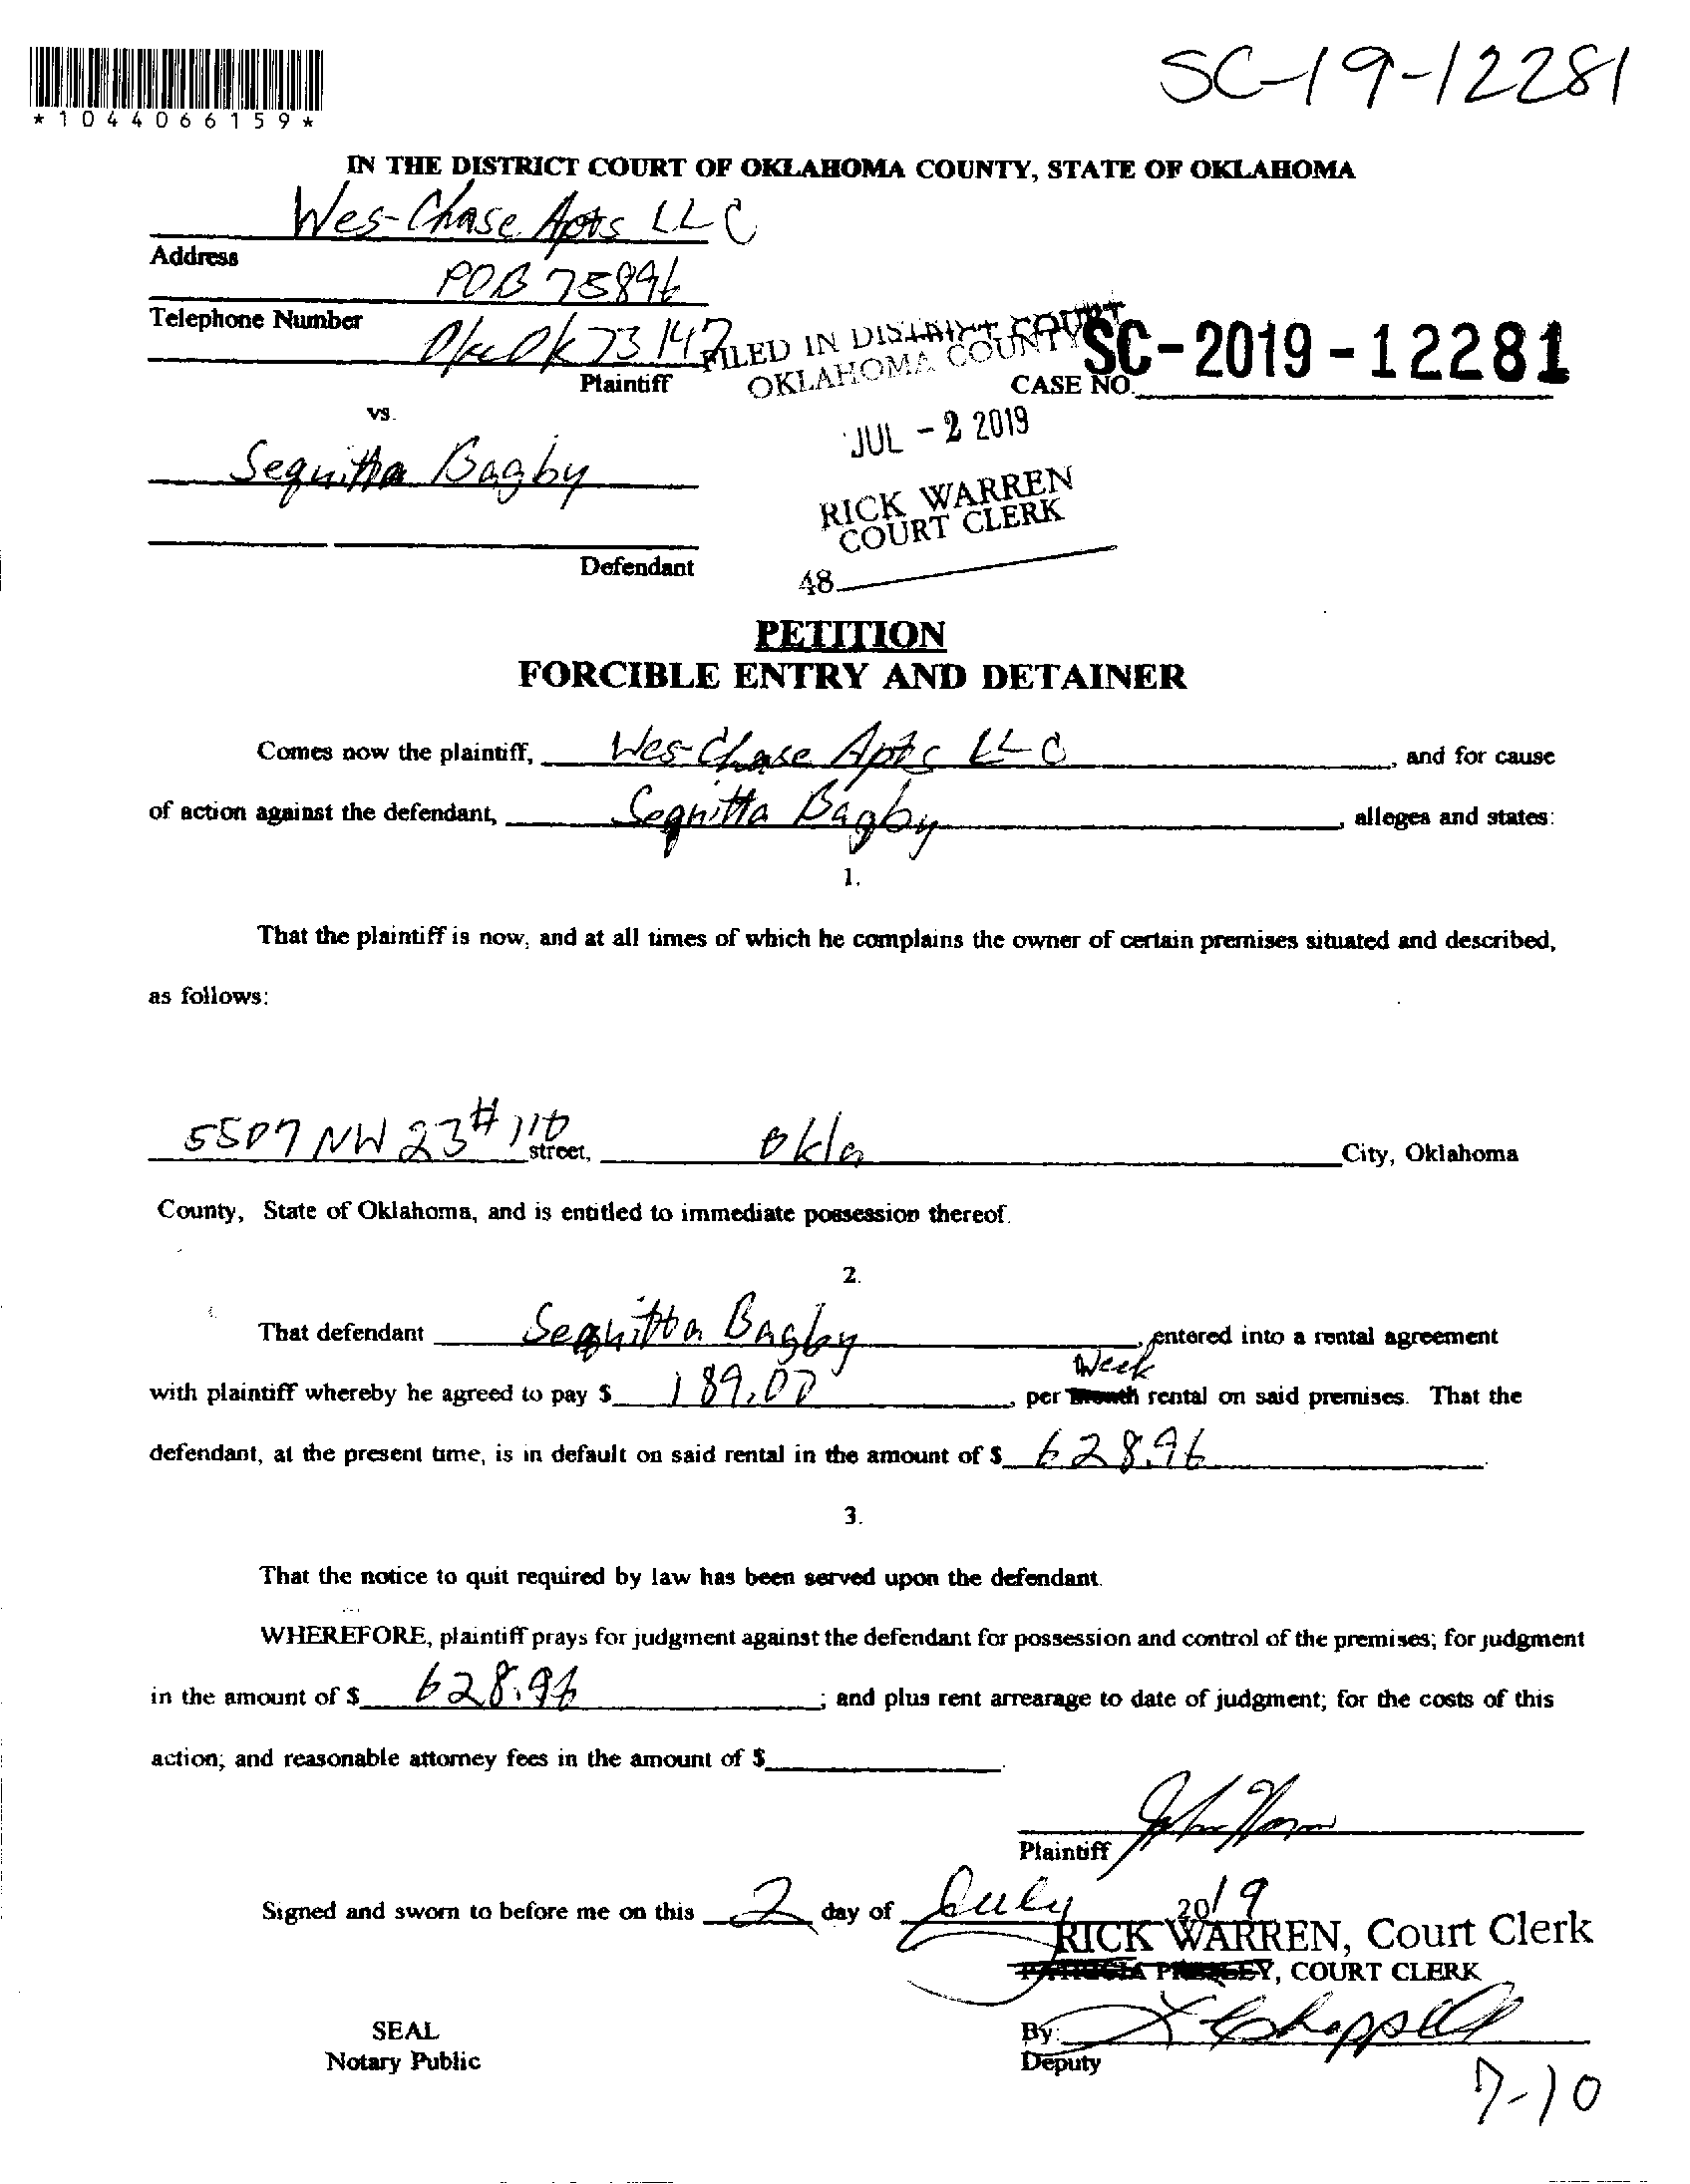 SC-19-12281
*1044066159*
IN THE DISTRICT COURT OF OKLAHOMA COUNTY, STATE OF OKLAHOMA
Wes-Chase Apts LLC
Address
POB 75896
Telephone Number
Okc Ok 73147
Plaintiff
FILED IN DISTRICT COURT
OKLAHOMA COUNTY
CASE NO. SC-2019-12281
vs.
JUL - 2 2019
Sequitta Bagby
RICK WARREN
COURT CLERK
Defendant
48
PETITION
FORCIBLE ENTRY AND DETAINER
Comes now the plaintiff, Wes-Chase Apts LLC, and for cause
of action against the defendant, Sequitta Bagby, alleges and states:
1.
That the plaintiff is now, and at all times of which he complains the owner of certain premises situated and described,
as follows:
5507 NW 23 # 110 street, Okla City, Oklahoma
County, State of Oklahoma, and is entitled to immediate possession thereof.
2.
That defendant Sequitta Bagby, entered into a rental agreement
Week
with plaintiff whereby he agreed to pay $ 189.00, per month rental on said premises. That the
defendant, at the present time, is in default on said rental in the amount of $ 628.96.
3.
That the notice to quit required by law has been served upon the defendant.
WHEREFORE, plaintiff prays for judgment against the defendant for possession and control of the premises; for judgment
in the amount of $ 628.96; and plus rent arrearage to date of judgment; for the costs of this
action; and reasonable attorney fees in the amount of $
Plaintiff
Signed and sworn to before me on this 2 day of July 2019
RICK WARREN, Court Clerk
PATRICIA PRESLEY, COURT CLERK
SEAL
By:
Notary Public
Deputy
7-10